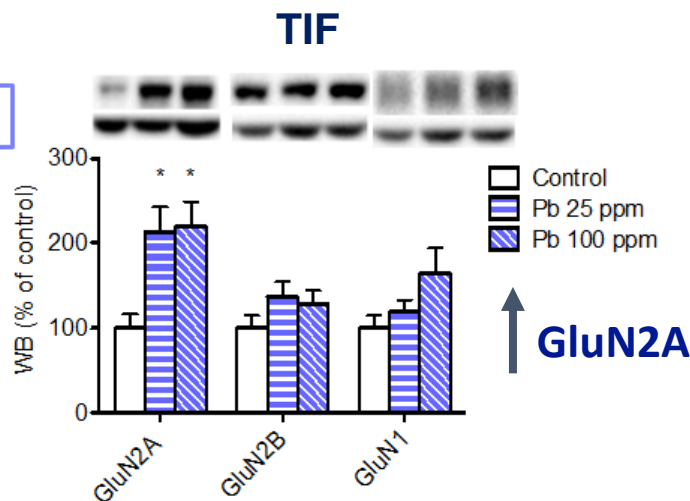 TIF
300
200
100
0
WB (% of control)
* *
Control
Pb 25 ppm
Pb 100 ppm
GluN2A
GluN2A
GluN2B
GluN1